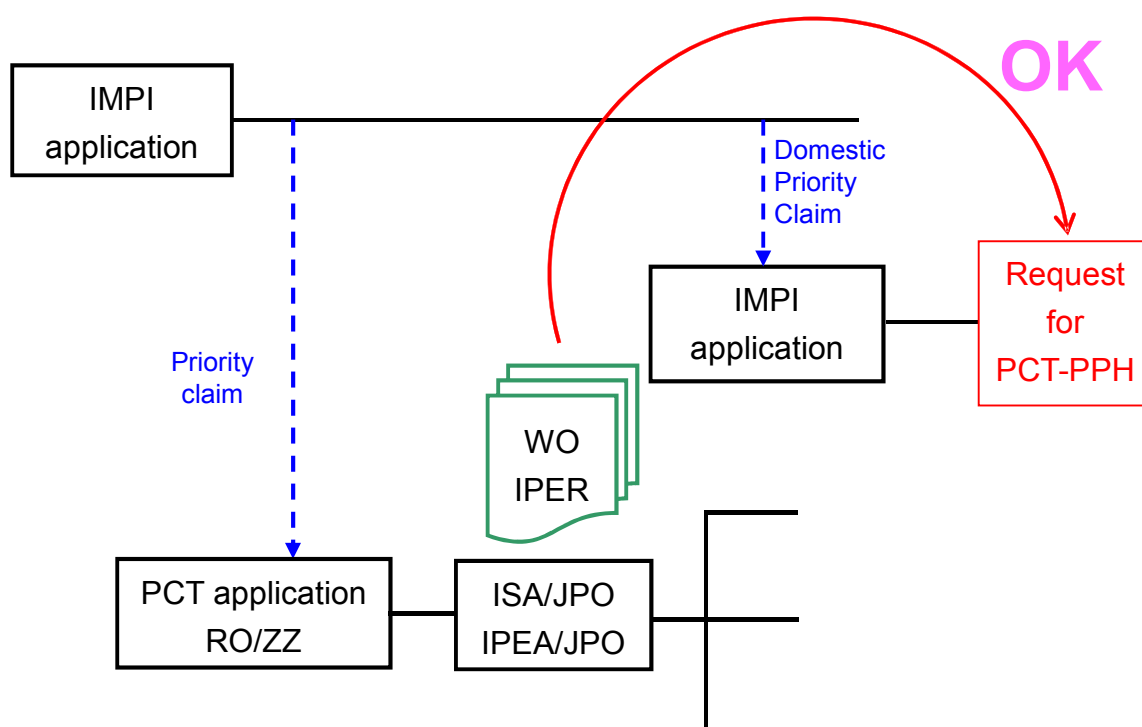 OK
IMPI
application
Domestic
Priority
Claim
IMPI
application
Request
for
PCT-PPH
Priority
claim
WO
IPER
PCT application
RO/ZZ
ISA/JPO
IPEA/JPO